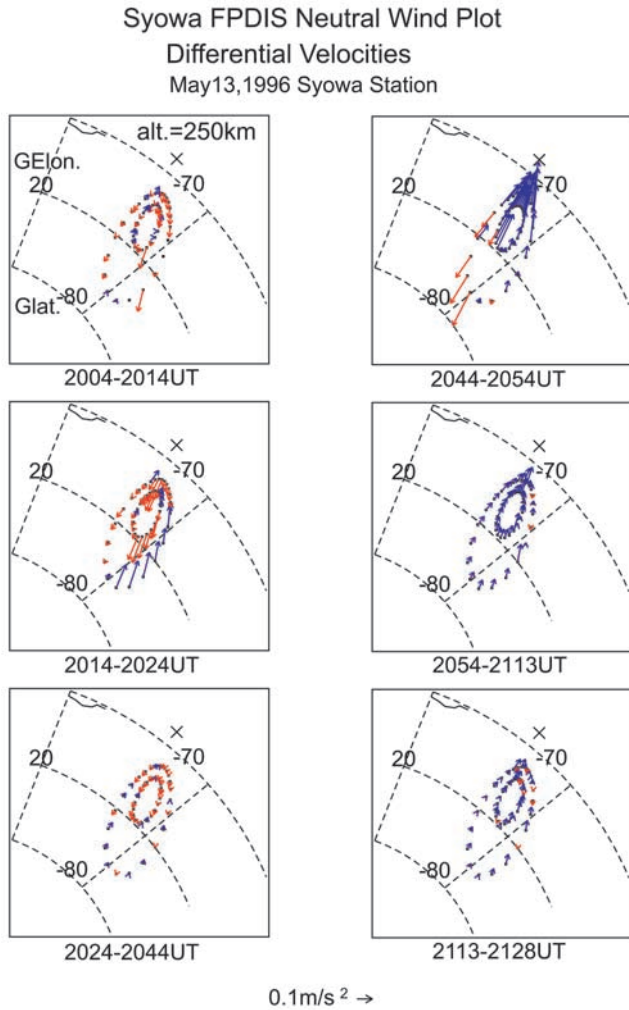 Syowa FPDIS Neutral Wind Plot
Differential Velocities
May13,1996 Syowa Station
alt.=250km
GElon.
20
-70
Glat.
-80
2004-2014UT
20
-70
-80
2044-2054UT
20
-70
-80
2014-2024UT
20
-70
-80
2054-2113UT
20
-70
-80
2024-2044UT
20
-70
-80
2113-2128UT
0.1m/s ² →